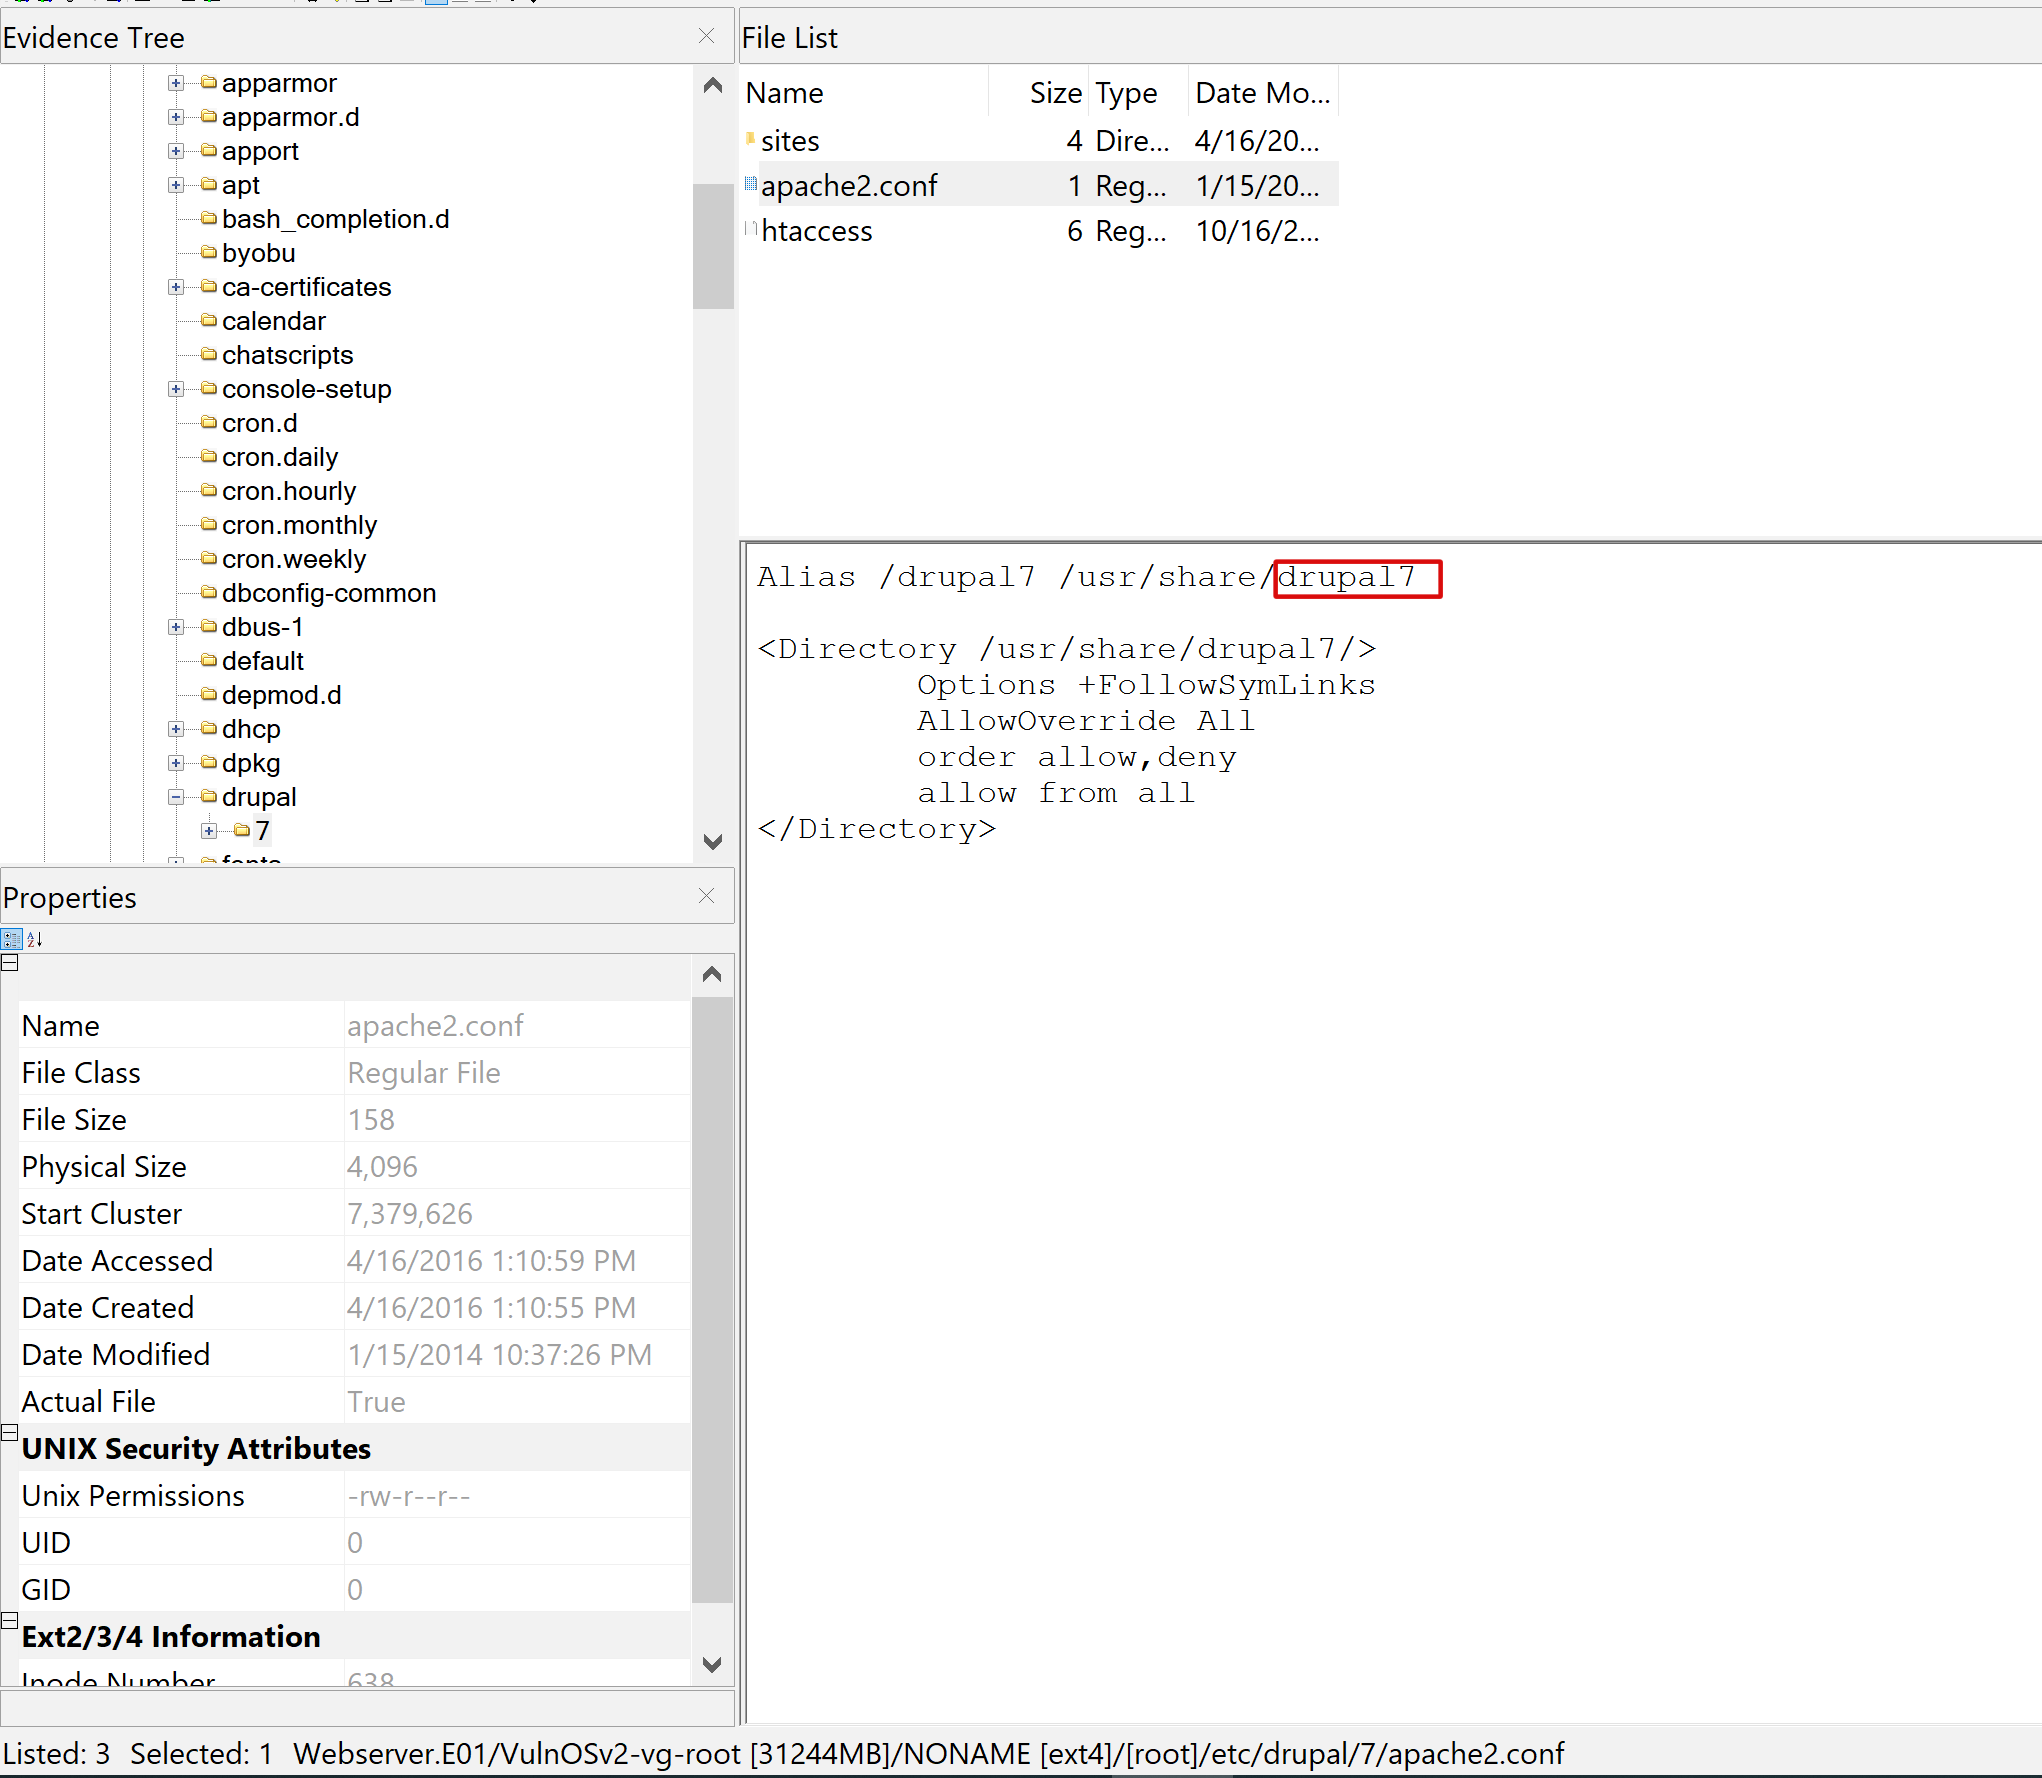 Evidence Tree
apparmor
apparmor.d
apport
apt
bash_completion.d
byobu
ca-certificates
calendar
chatscripts
console-setup
cron.d
cron.daily
cron.hourly
cron.monthly
cron.weekly
dbconfig-common
dbus-1
default
depmod.d
dhcp
dpkg
drupal
7
fonts
Properties
Name apache2.conf
File Class Regular File
File Size 158
Physical Size 4,096
Start Cluster 7,379,626
Date Accessed 4/16/2016 1:10:59 PM
Date Created 4/16/2016 1:10:55 PM
Date Modified 1/15/2014 10:37:26 PM
Actual File True
UNIX Security Attributes
Unix Permissions -rw-r--r--
UID 0
GID 0
Ext2/3/4 Information
Inode Number 638
File List
Name Size Type Date Mo...
sites 4 Dire... 4/16/20...
apache2.conf 1 Reg... 1/15/20...
htaccess 6 Reg... 10/16/2...
Alias /drupal7 /usr/share/drupal7
<Directory /usr/share/drupal7/>
Options +FollowSymLinks
AllowOverride All
order allow,deny
allow from all
</Directory>
Listed: 3 Selected: 1 Webserver.E01/VulnOSv2-vg-root [31244MB]/NONAME [ext4]/[root]/etc/drupal/7/apache2.conf